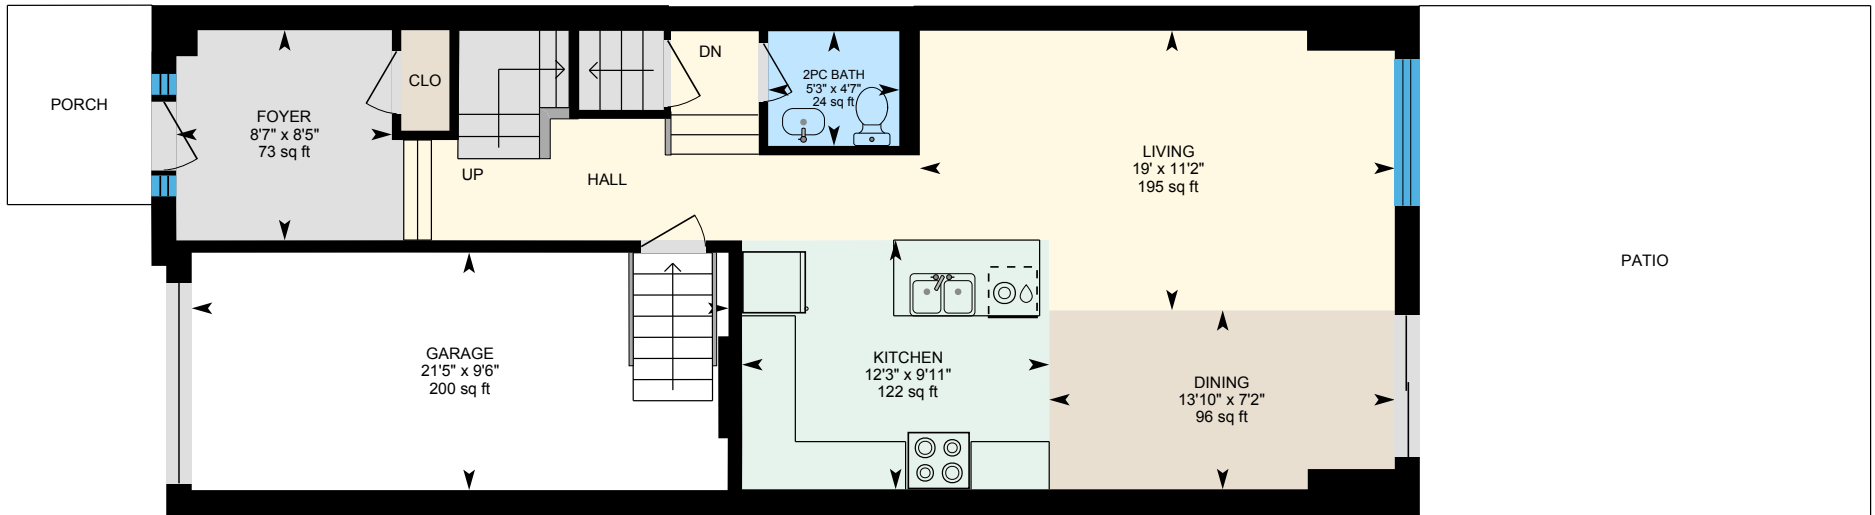 PORCH
FOYER
8'7" x 8'5"
73 sq ft
CLO
UP
HALL
DN
2PC BATH
5'3" x 4'7"
24 sq ft
LIVING
19' x 11'2"
195 sq ft
PATIO
GARAGE
21'5" x 9'6"
200 sq ft
KITCHEN
12'3" x 9'11"
122 sq ft
DINING
13'10" x 7'2"
96 sq ft